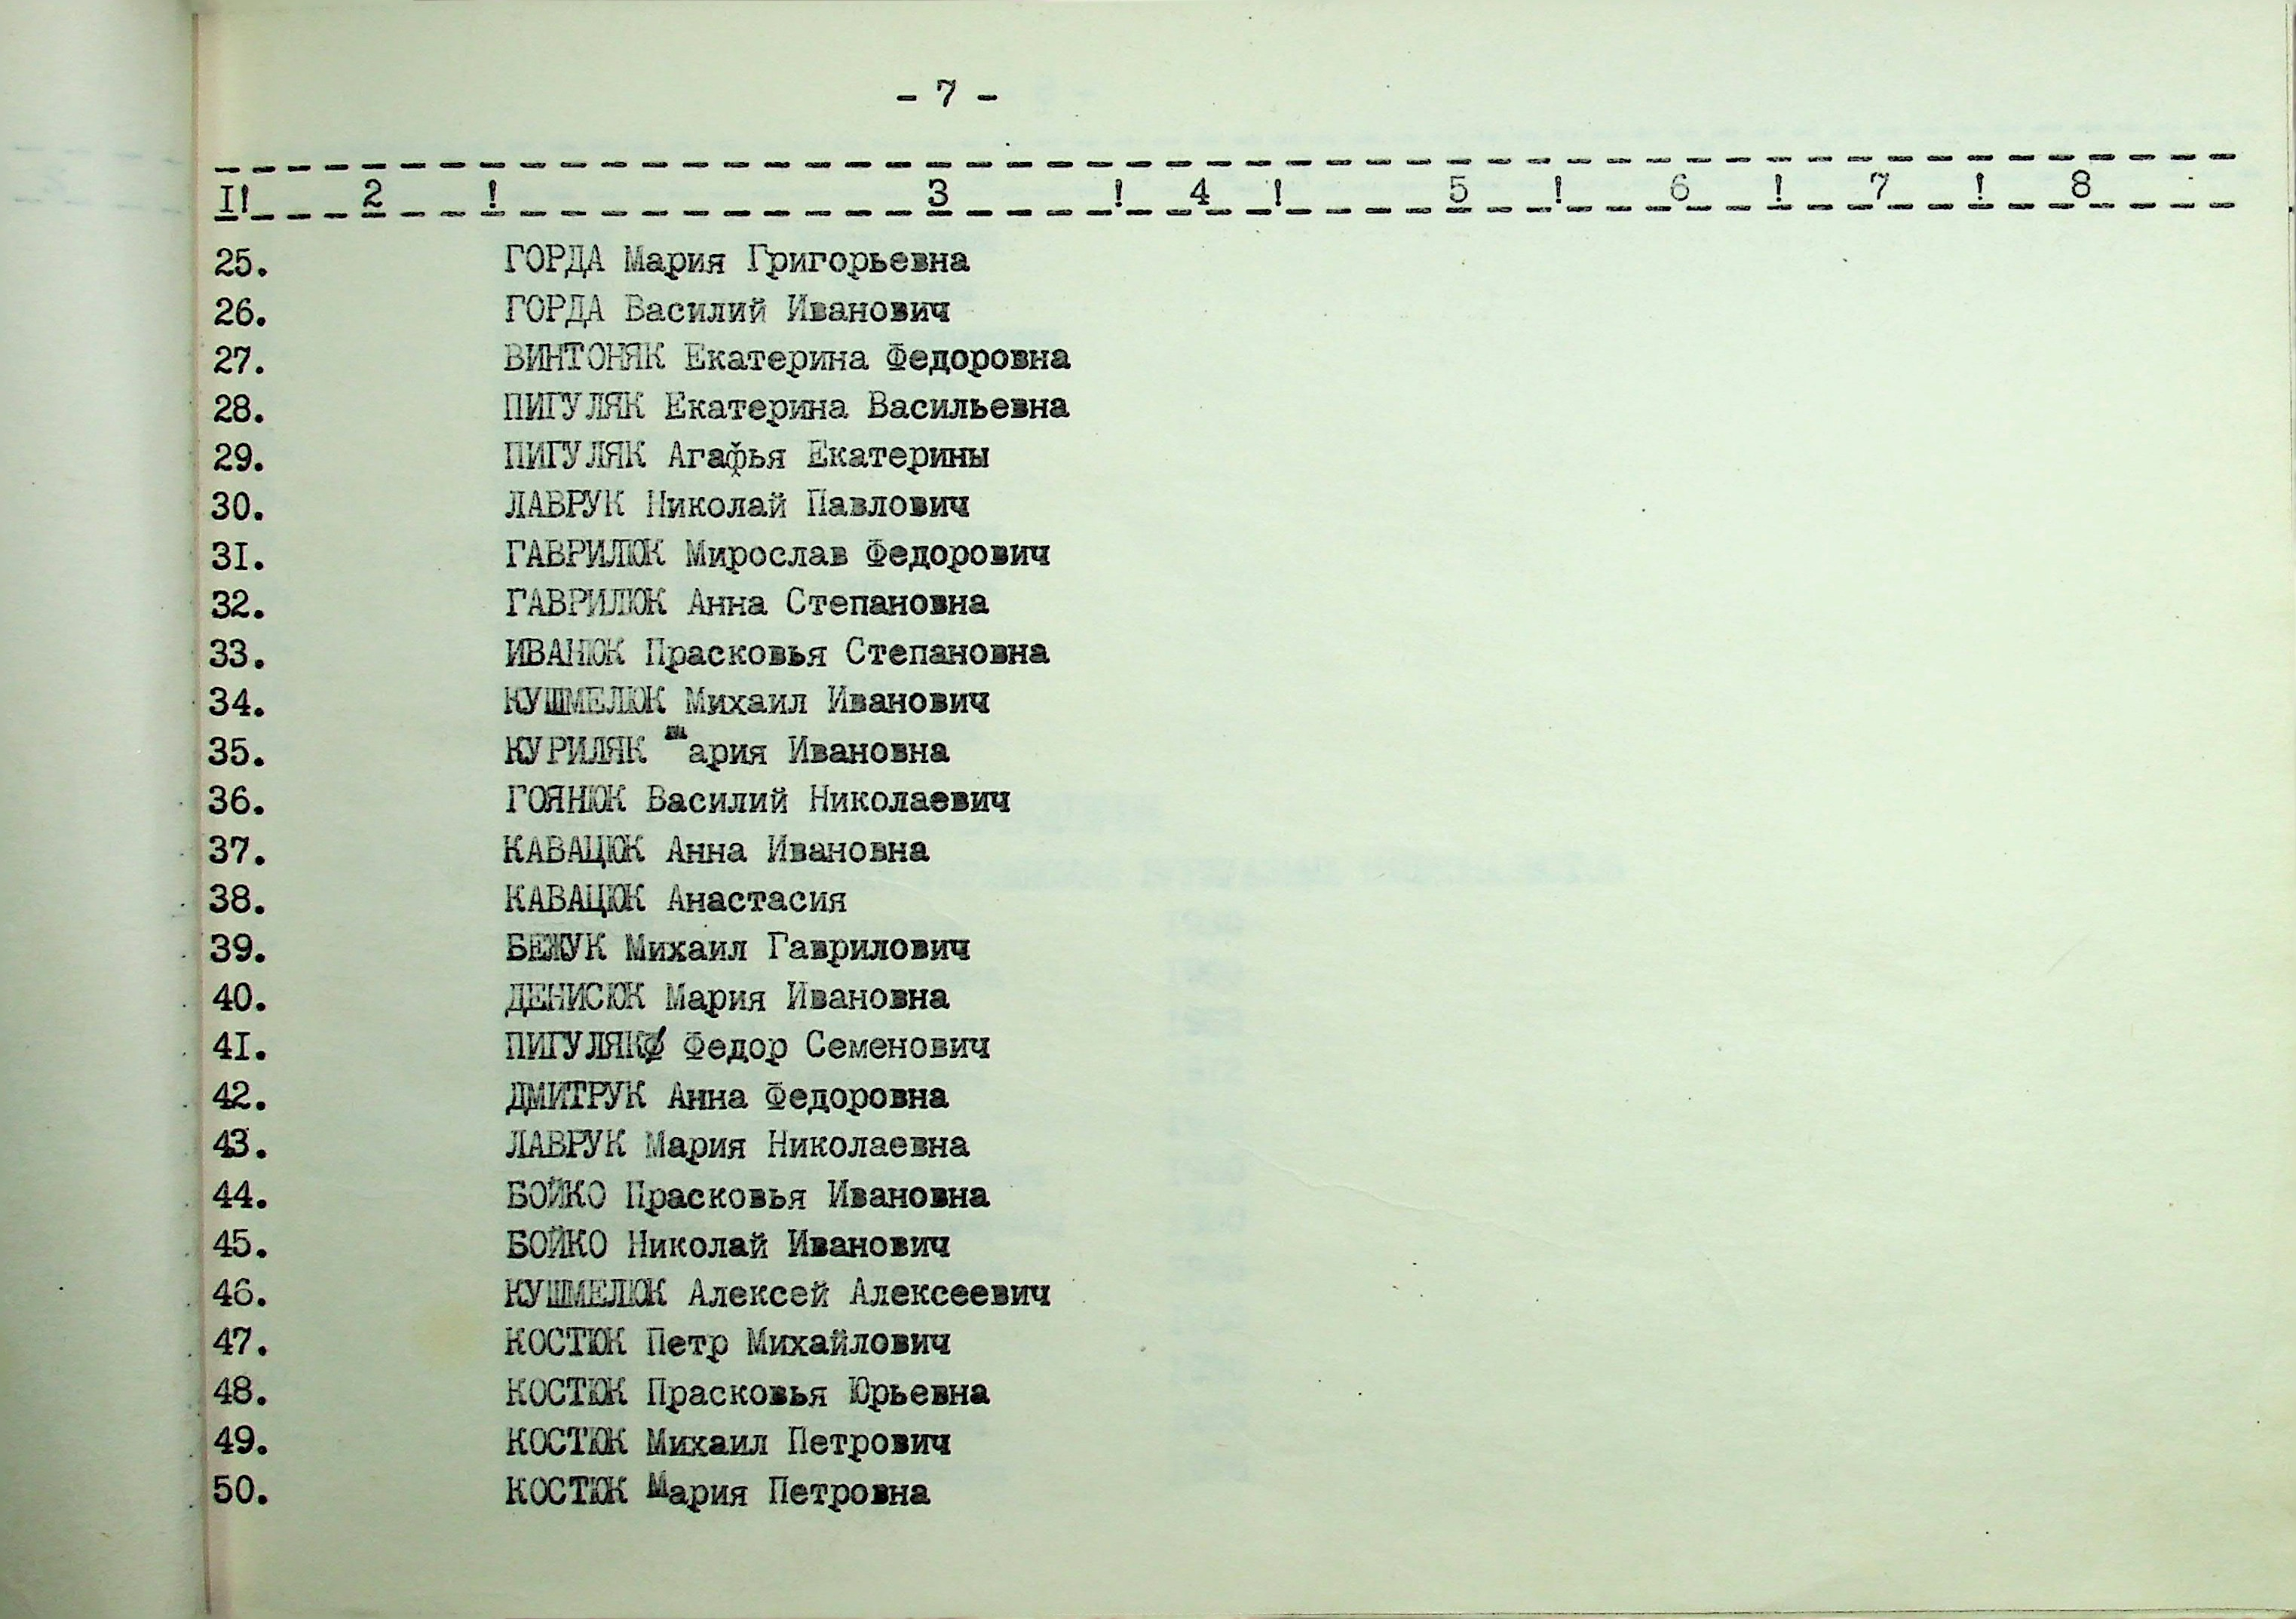 - 7 -
I! 2 ! 3 ! 4 ! 5 ! 6 ! 7 ! 8
25. ГОРДА Мария Григорьевна
26. ГОРДА Василий Иванович
27. ВИНТОНЯК Екатерина Федоровна
28. ПИГУЛЯК Екатерина Васильевна
29. ПИГУЛЯК Агафья Екатерины
30. ЛАВРУК Николай Павлович
3I. ГАВРИЛЮК Мирослав Федорович
32. ГАВРИЛЮК Анна Степановна
33. ИВАНЮК Прасковья Степановна
34. КУШМЕЛЮК Михаил Иванович
35. КУРИЛЯК Мария Ивановна
36. ГОЯНЮК Василий Николаевич
37. КАВАЦЮК Анна Ивановна
38. КАВАЦЮК Анастасия
39. БЕЖУК Михаил Гаврилович
40. ДЕНИСЮК Мария Ивановна
4I. ПИГУЛЯК Федор Семенович
42. ДМИТРУК Анна Федоровна
43. ЛАВРУК Мария Николаевна
44. БОЙКО Прасковья Ивановна
45. БОЙКО Николай Иванович
46. КУШМЕЛЮК Алексей Алексеевич
47. КОСТЮК Петр Михайлович
48. КОСТЮК Прасковья Юрьевна
49. КОСТЮК Михаил Петрович
50. КОСТЮК Мария Петровна